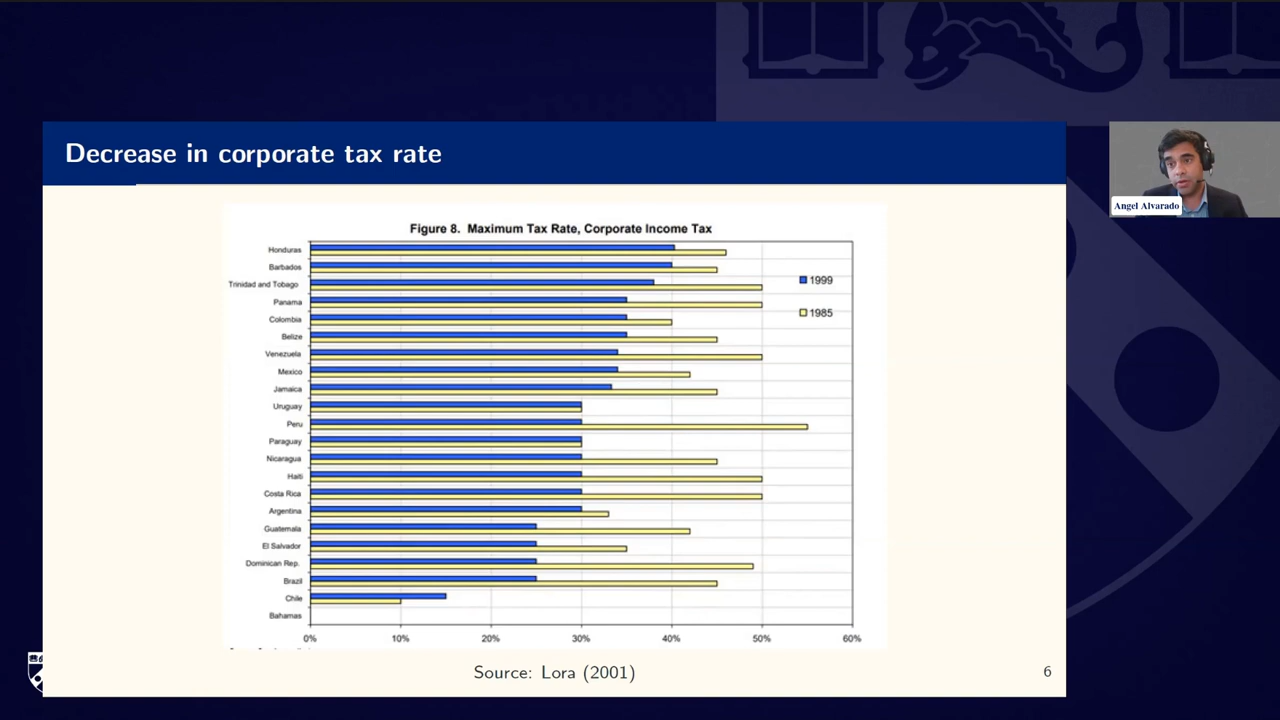 Decrease in corporate tax rate
Angel Alvarado
Figure 8. Maximum Tax Rate, Corporate Income Tax
Honduras
Barbados
Trinidad and Tobago
Panama
Colombia
Belize
Venezuela
Mexico
Jamaica
Uruguay
Peru
Paraguay
Nicaragua
Haiti
Costa Rica
Argentina
Guatemala
El Salvador
Dominican Rep.
Brazil
Chile
Bahamas
1999
1985
0% 10% 20% 30% 40% 50% 60%
Source: Lora (2001)
6